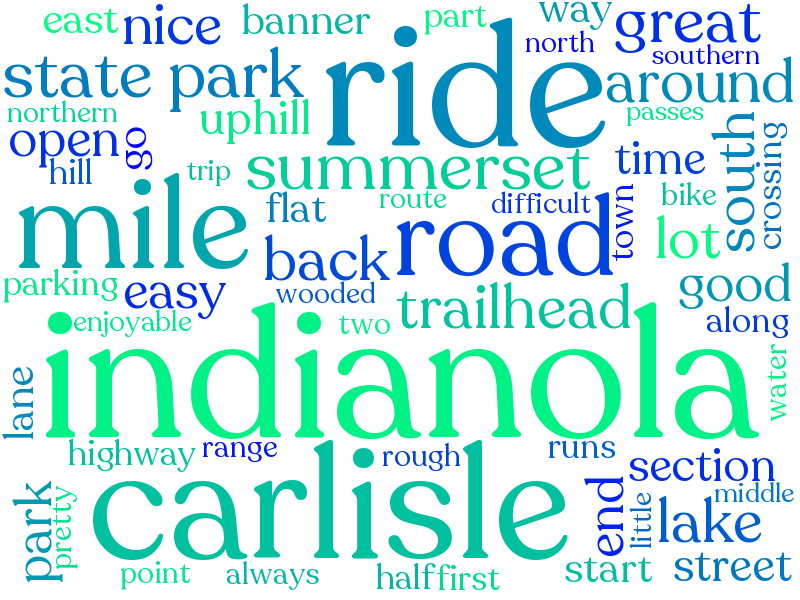 east nice banner part way great
north southern
state park ride around
northern uphill passes
open go summerset time south crossing
hill trip
mile flat route difficult town bike
back road lot
parking easy wooded trailhead good
enjoyable two along
lane indianola water
highway range rough runs section
carlisle middle
park pretty end little lake
point always half first start street